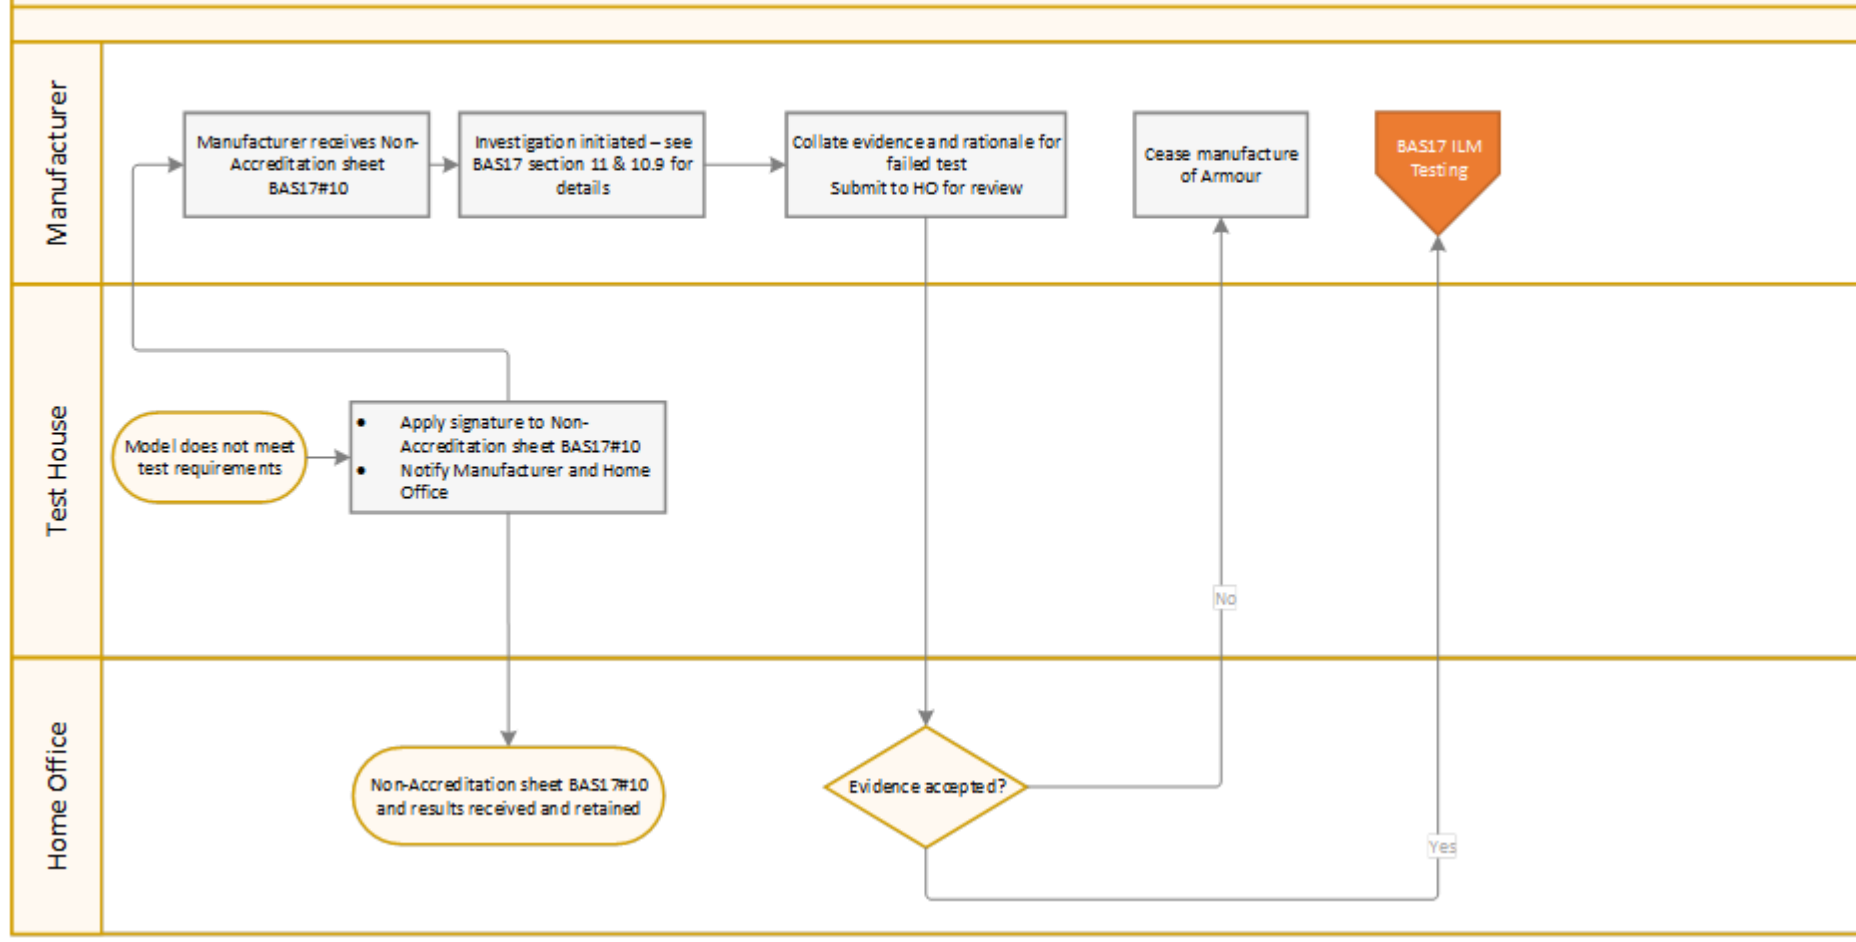 Manufacturer
Manufacturer receives Non-
Accreditation sheet
BAS17#10
Investigation initiated – see
BAS17 section 11 & 10.9 for
details
Collate evidence and rationale for
failed test
Submit to HO for review
Cease manufacture
of Armour
BAS17 ILM
Testing
Test House
Model does not meet
test requirements
• Apply signature to Non-
Accreditation sheet BAS17#10
• Notify Manufacturer and Home
Office
No
Home Office
Non-Accreditation sheet BAS17#10
and results received and retained
Evidence accepted?
Yes